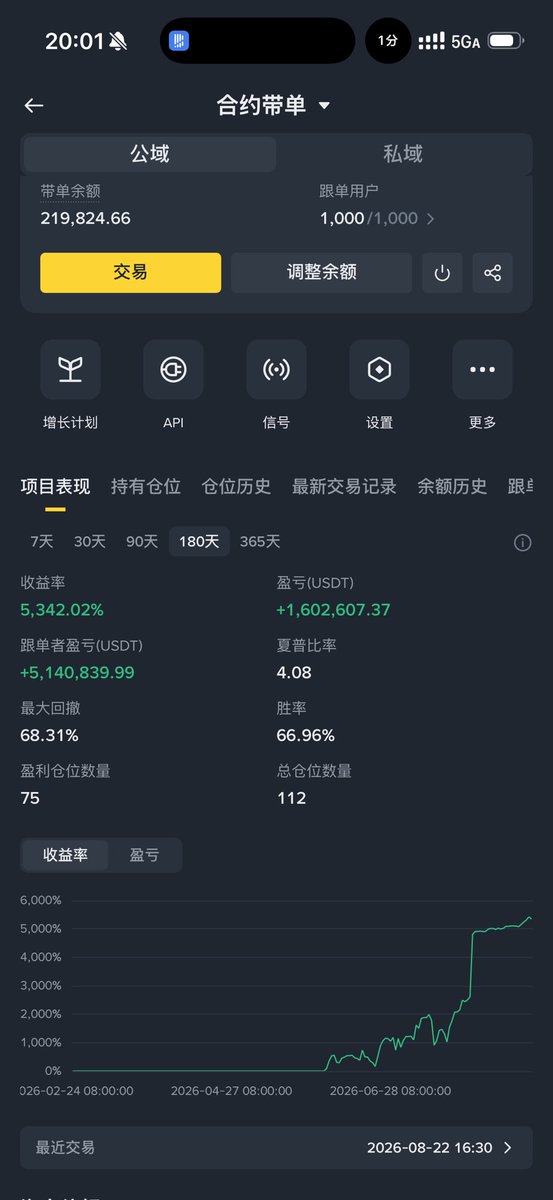 20:01
1分
5GA
合约带单
公域 私域
带单余额 跟单用户
219,824.66 1,000/1,000
交易 调整余额
增长计划 API 信号 设置 更多
项目表现 持有仓位 仓位历史 最新交易记录 余额历史 跟单
7天 30天 90天 180天 365天
收益率 盈亏(USDT)
5,342.02% +1,602,607.37
跟单者盈亏(USDT) 夏普比率
+5,140,839.99 4.08
最大回撤 胜率
68.31% 66.96%
盈利仓位数量 总仓位数量
75 112
收益率 盈亏
6,000%
5,000%
4,000%
3,000%
2,000%
1,000%
0%
026-02-24 08:00:00 2026-04-27 08:00:00 2026-06-28 08:00:00
最近交易 2026-08-22 16:30